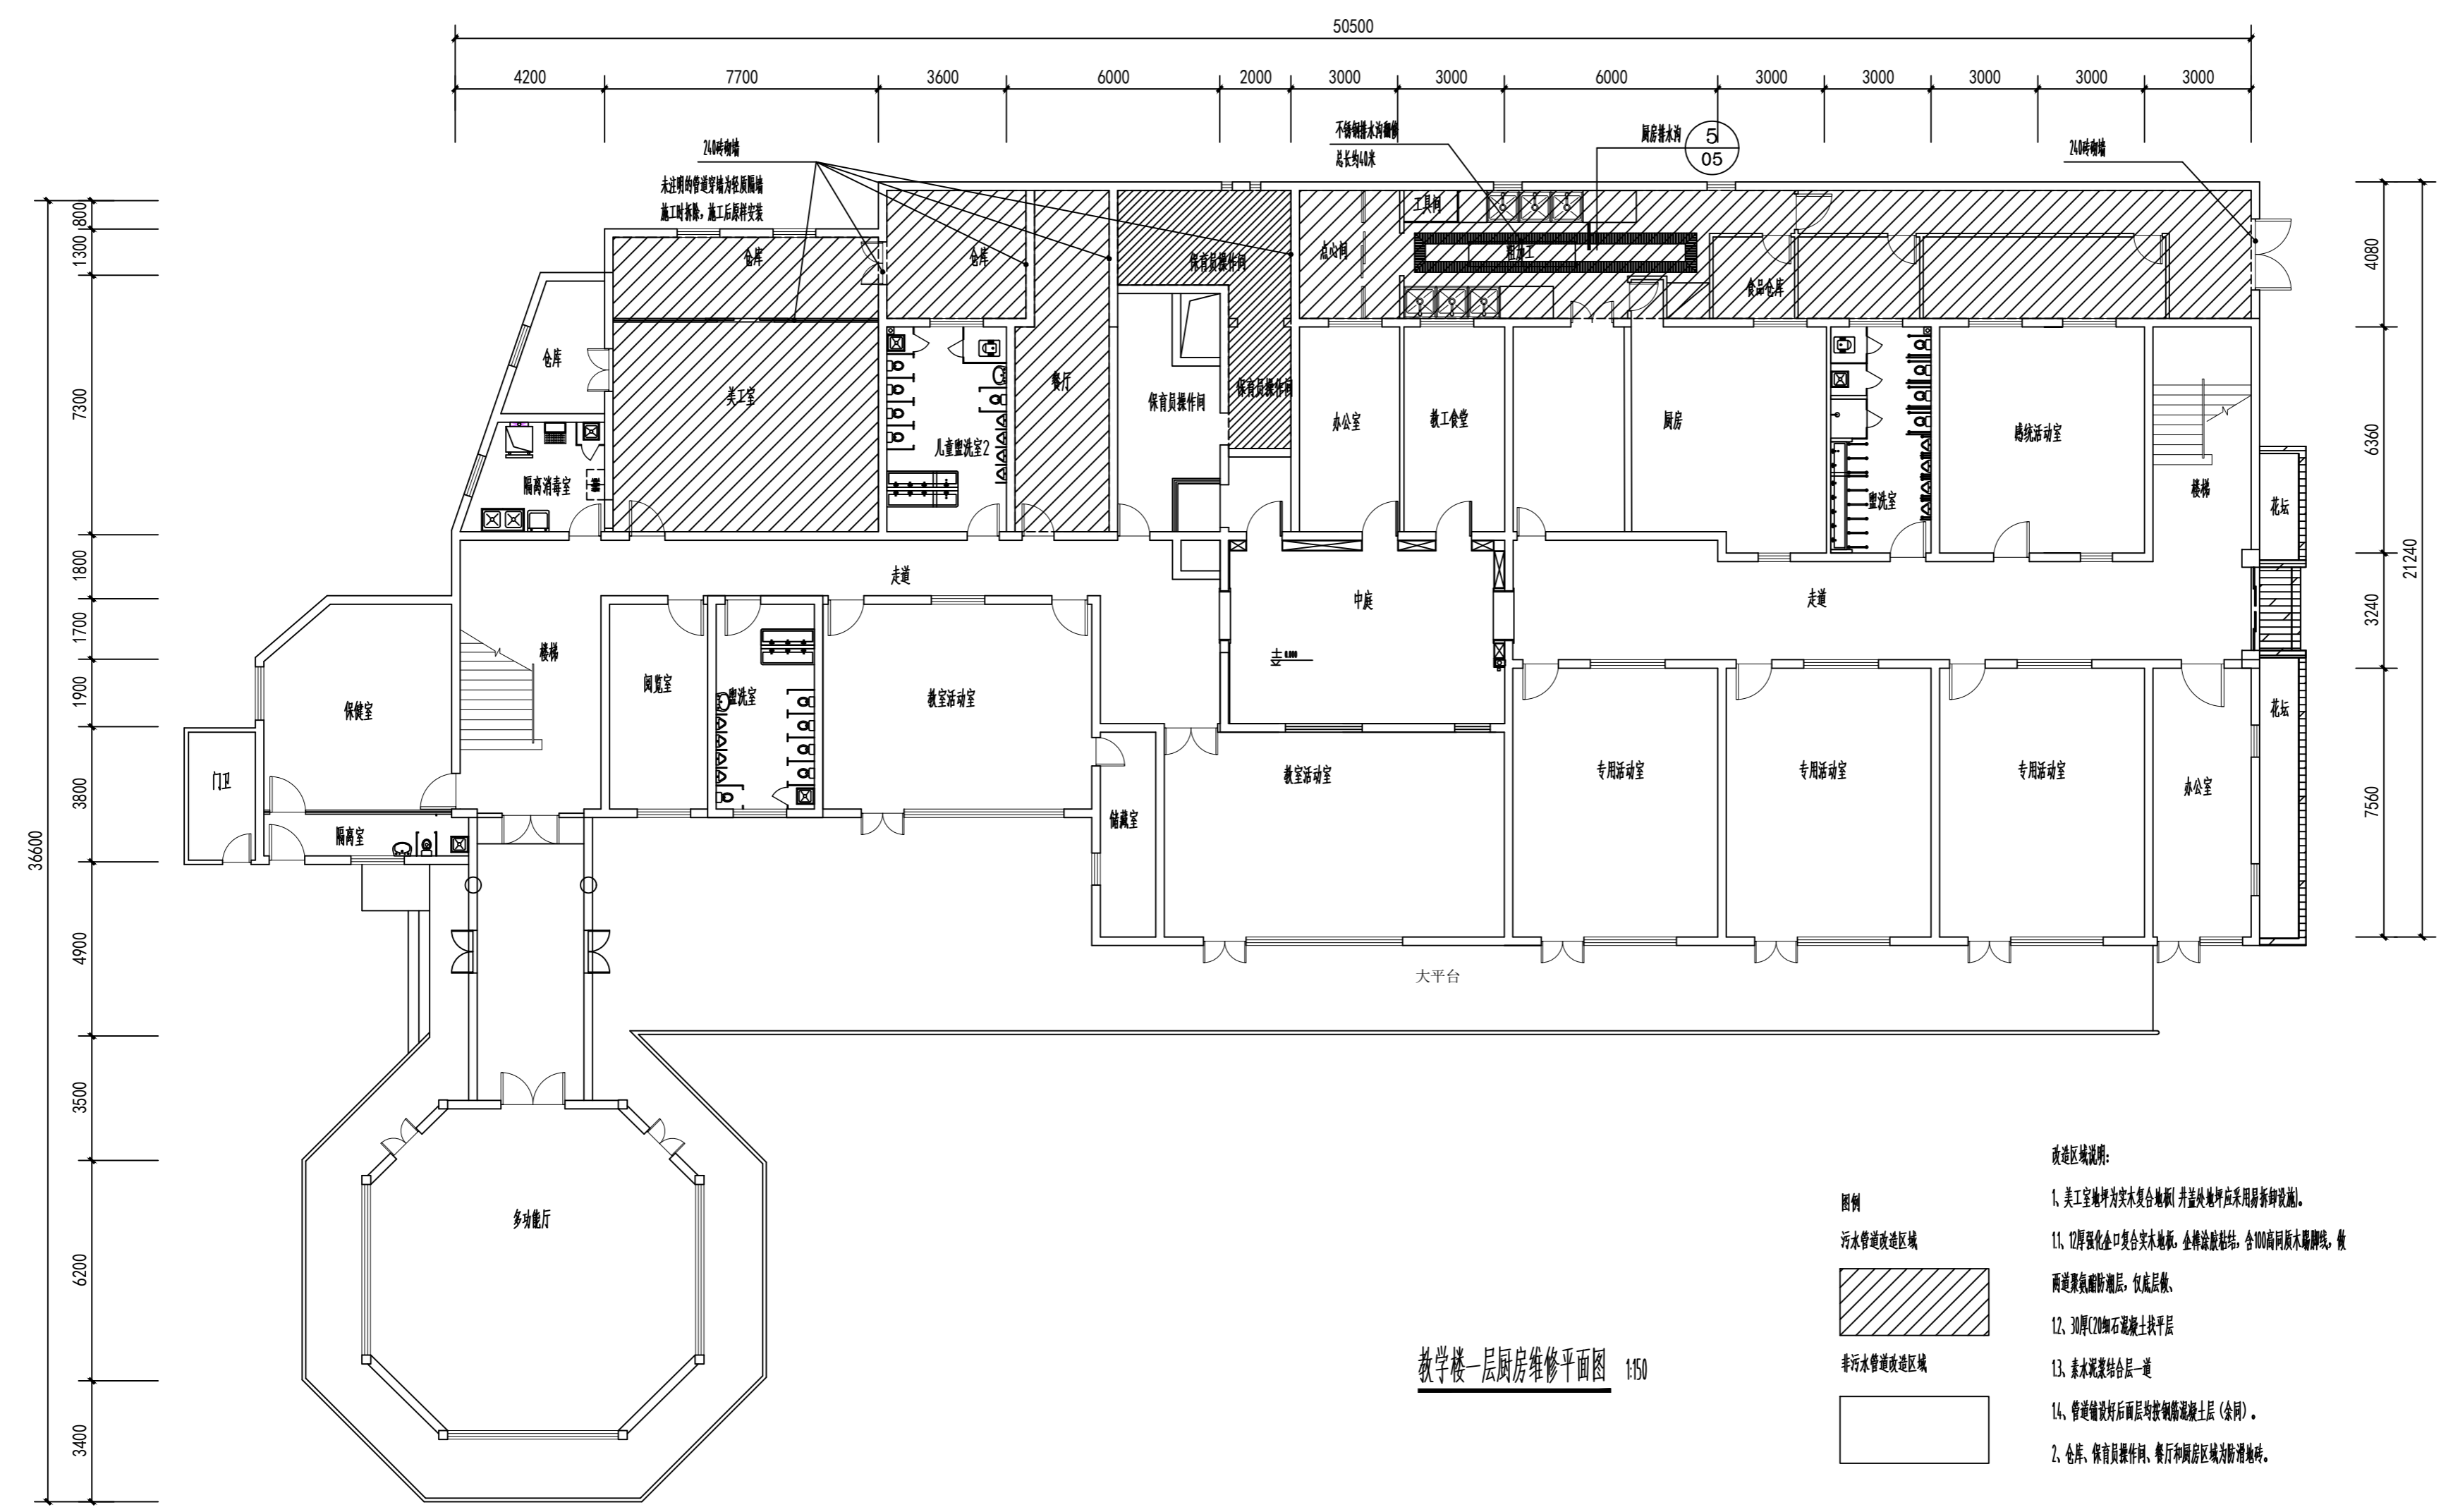 50500
4200 7700 3600 6000 2000 3000 3000 6000 3000 3000 3000 3000 3000
240砖砌墙
未注明的管道穿墙为轻质隔墙
施工时拆除，施工后原样安装
不锈钢排水沟翻修
总长约40米
厨房排水沟
5
05
240砖砌墙
36600
800
1300
7300
1800
1700
1900
3800
4900
3500
6200
3400
4080
6360
3240
7560
21240
仓库
仓库
保育员操作间
点心间
工具间
粗加工
食品仓库
仓库
美工室
儿童盥洗室2
餐厅
保育员操作间
保育员操作间
办公室
教工食堂
厨房
盥洗室
感统活动室
楼梯
花坛
隔离消毒室
走道
中庭
走道
楼梯
保健室
阅览室
盥洗室
教室活动室
花坛
门卫
隔离室
储藏室
教室活动室
专用活动室
专用活动室
专用活动室
办公室
大平台
多功能厅
教学楼一层厨房维修平面图 1:150
图例
污水管道改造区域
非污水管道改造区域
改造区域说明：
1、美工室地坪为实木复合地板(井盖处地坪应采用易拆卸设施)。
1.1、12厚强化企口复合实木地板，企榫涂胶粘结，含100高同质木踢脚线，做
两道聚氨酯防潮层，仅底层做、
1.2、30厚C20细石混凝土找平层
1.3、素水泥浆结合层一道
1.4、管道铺设好后面层均按钢筋混凝土层（余同）。
2、仓库、保育员操作间、餐厅和厨房区域为防滑地砖。